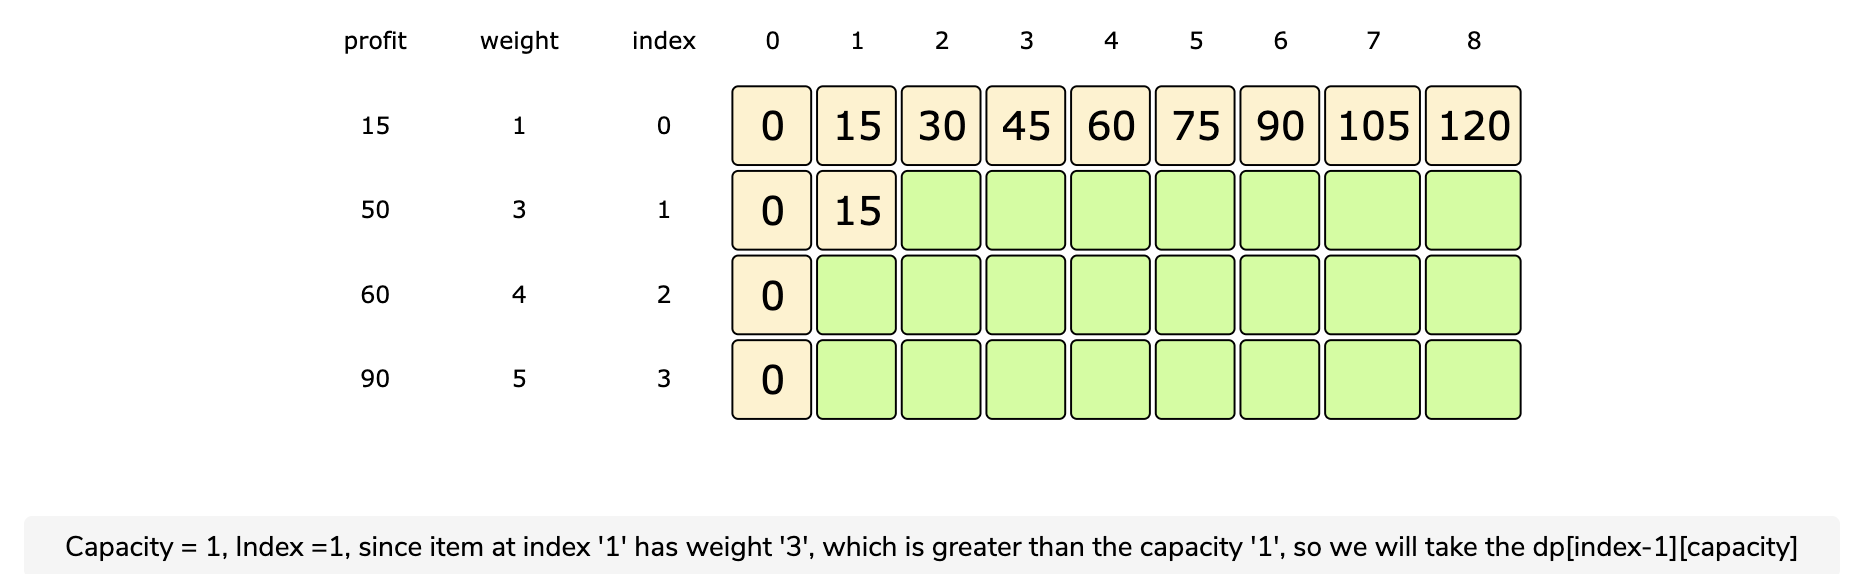 profit weight index 0 1 2 3 4 5 6 7 8
15 1 0 0 15 30 45 60 75 90 105 120
50 3 1 0 15
60 4 2 0
90 5 3 0
Capacity = 1, Index =1, since item at index '1' has weight '3', which is greater than the capacity '1', so we will take the dp[index-1][capacity]